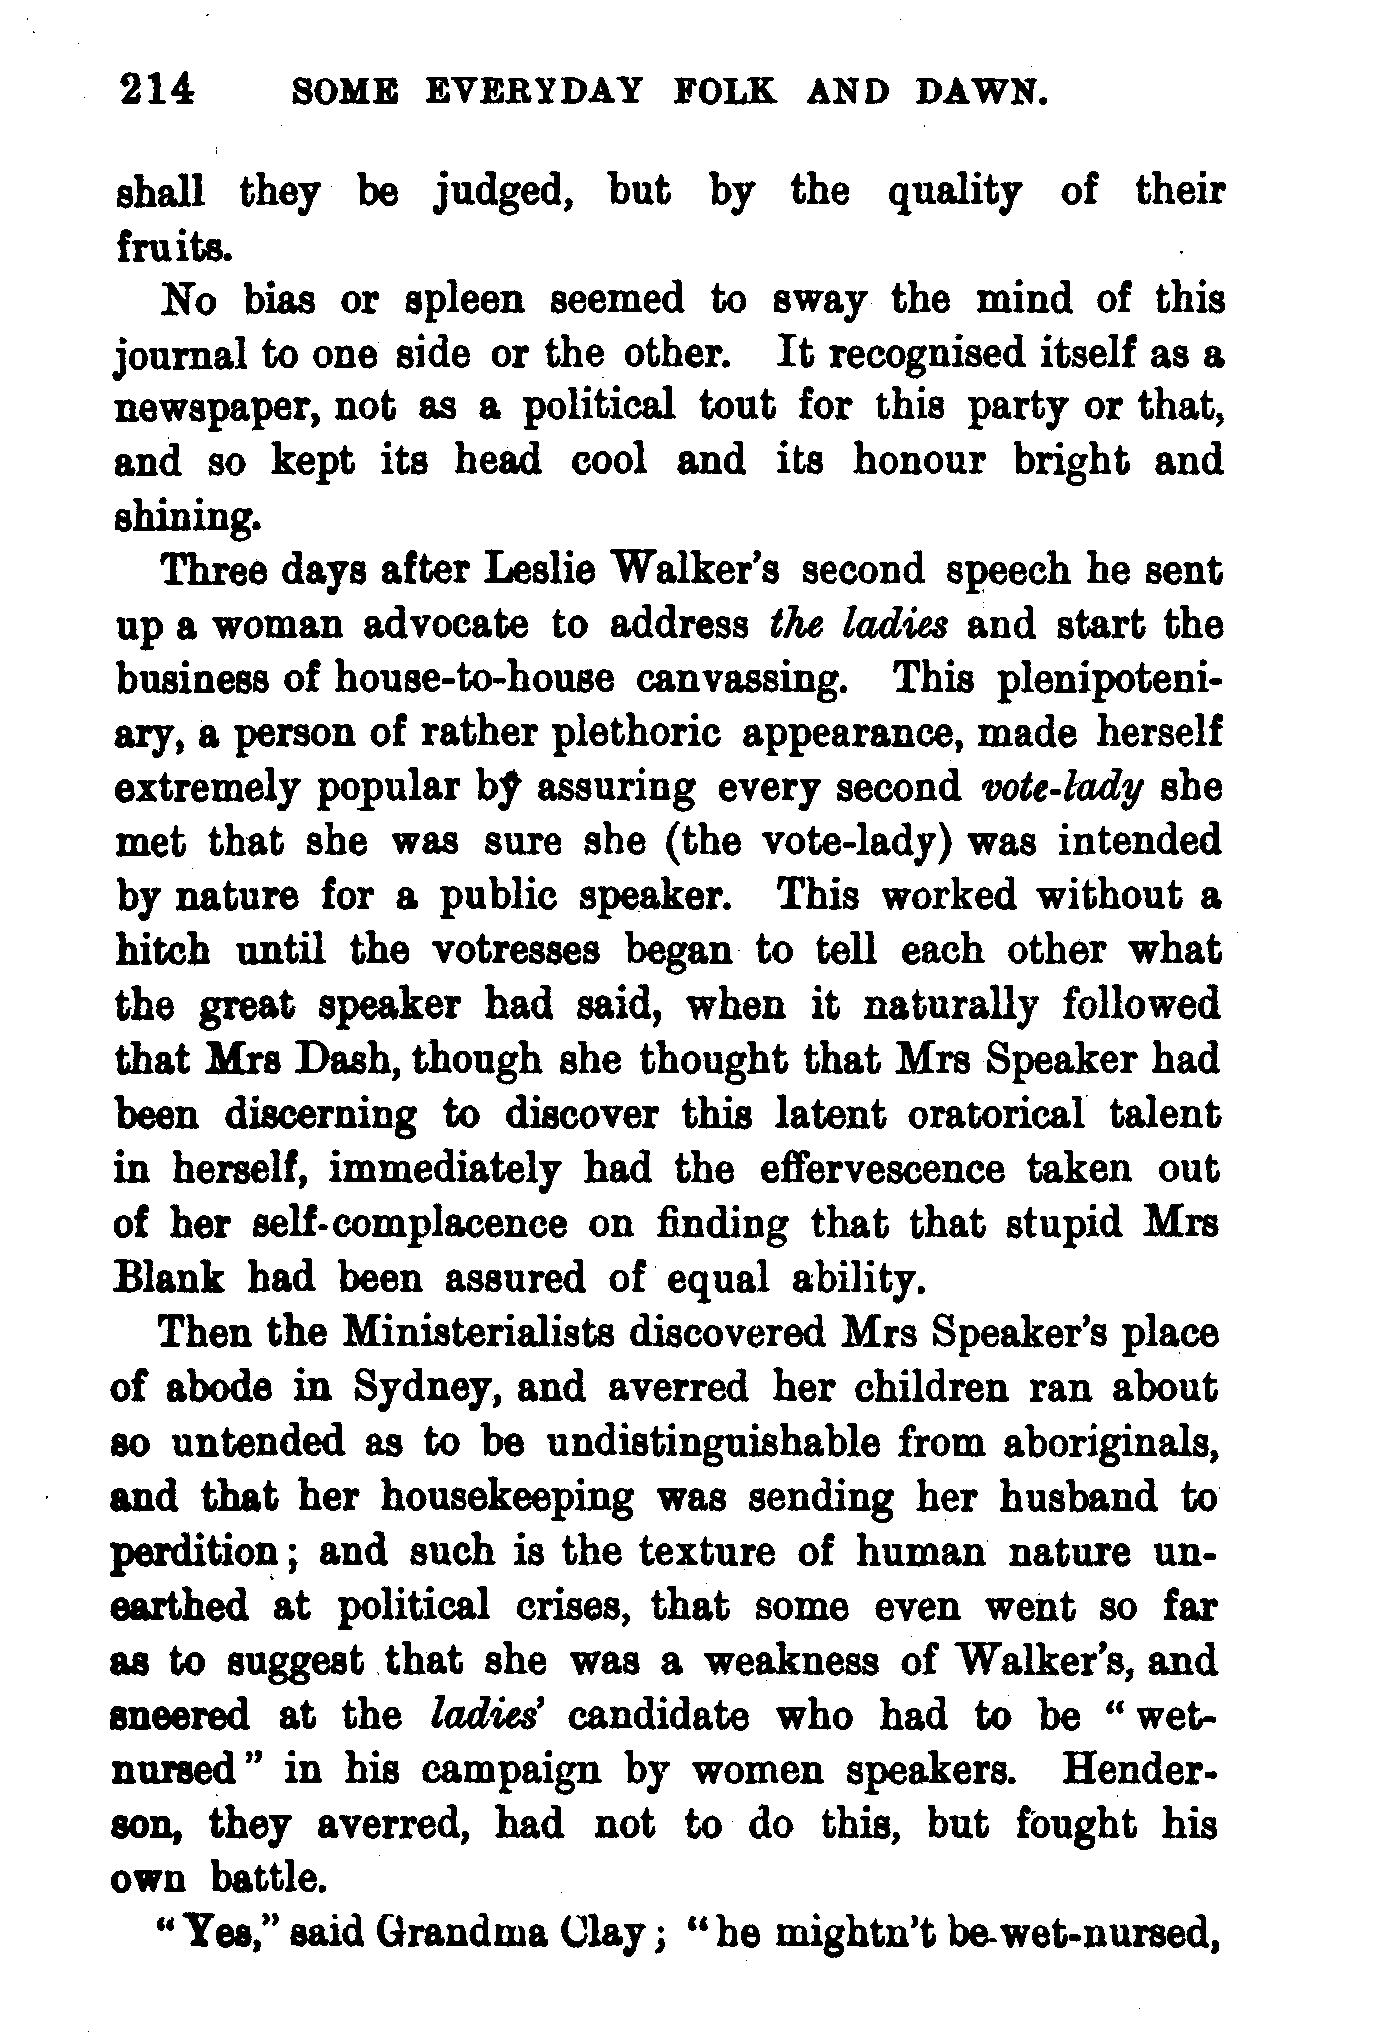 214 SOME EVERYDAY FOLK AND DAWN.
shall they be judged, but by the quality of their
fruits.
No bias or spleen seemed to sway the mind of this
journal to one side or the other. It recognised itself as a
newspaper, not as a political tout for this party or that,
and so kept its head cool and its honour bright and
shining.
Three days after Leslie Walker's second speech he sent
up a woman advocate to address the ladies and start the
business of house-to-house canvassing. This plenipoteni-
ary, a person of rather plethoric appearance, made herself
extremely popular by assuring every second vote-lady she
met that she was sure she (the vote-lady) was intended
by nature for a public speaker. This worked without a
hitch until the votresses began to tell each other what
the great speaker had said, when it naturally followed
that Mrs Dash, though she thought that Mrs Speaker had
been discerning to discover this latent oratorical talent
in herself, immediately had the effervescence taken out
of her self-complacence on finding that that stupid Mrs
Blank had been assured of equal ability.
Then the Ministerialists discovered Mrs Speaker's place
of abode in Sydney, and averred her children ran about
so untended as to be undistinguishable from aboriginals,
and that her housekeeping was sending her husband to
perdition; and such is the texture of human nature un-
earthed at political crises, that some even went so far
as to suggest that she was a weakness of Walker's, and
sneered at the ladies' candidate who had to be "wet-
nursed" in his campaign by women speakers. Hender-
son, they averred, had not to do this, but fought his
own battle.
"Yes," said Grandma Clay; "he mightn't be wet-nursed,